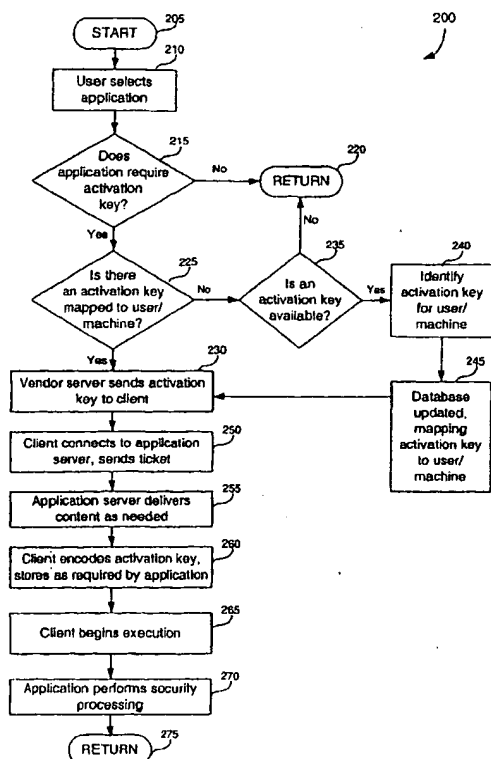 205
START
200
210
User selects
application
215
Does
application require
activation
key?
No
220
RETURN
Yes
No
225
Is there
an activation key
mapped to user/
machine?
No
235
Is an
activation key
available?
Yes
240
Identify
activation key
for user/
machine
Yes
230
Vendor server sends activation
key to client
245
Database
updated,
mapping
activation key
to user/
machine
250
Client connects to application
server, sends ticket
255
Application server delivers
content as needed
260
Client encodes activation key,
stores as required by application
265
Client begins execution
270
Application performs security
processing
RETURN
275